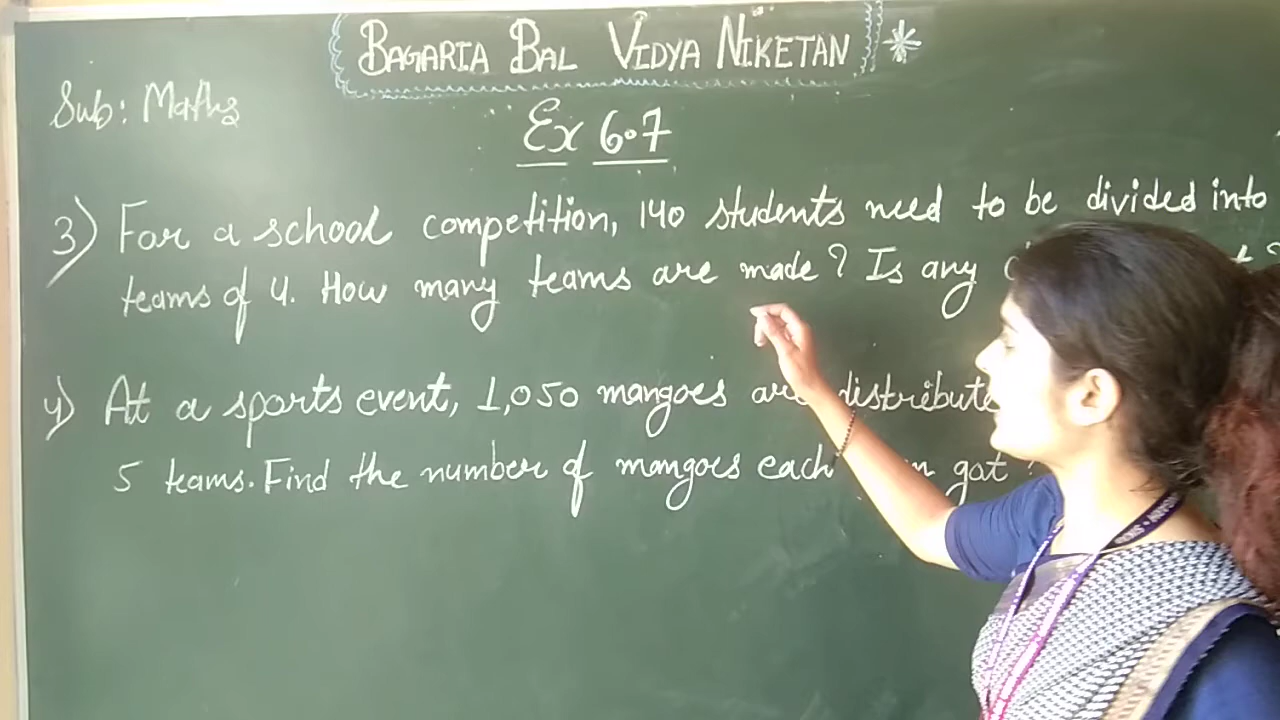 BAGARIA BAL VIDYA NIKETAN
Sub: Maths
Ex 6.7
3) For a school competition, 140 students need to be divided into
teams of 4. How many teams are made? Is any
4) At a sports event, 1,050 mangoes are distribute
5 teams. Find the number of mangoes each got